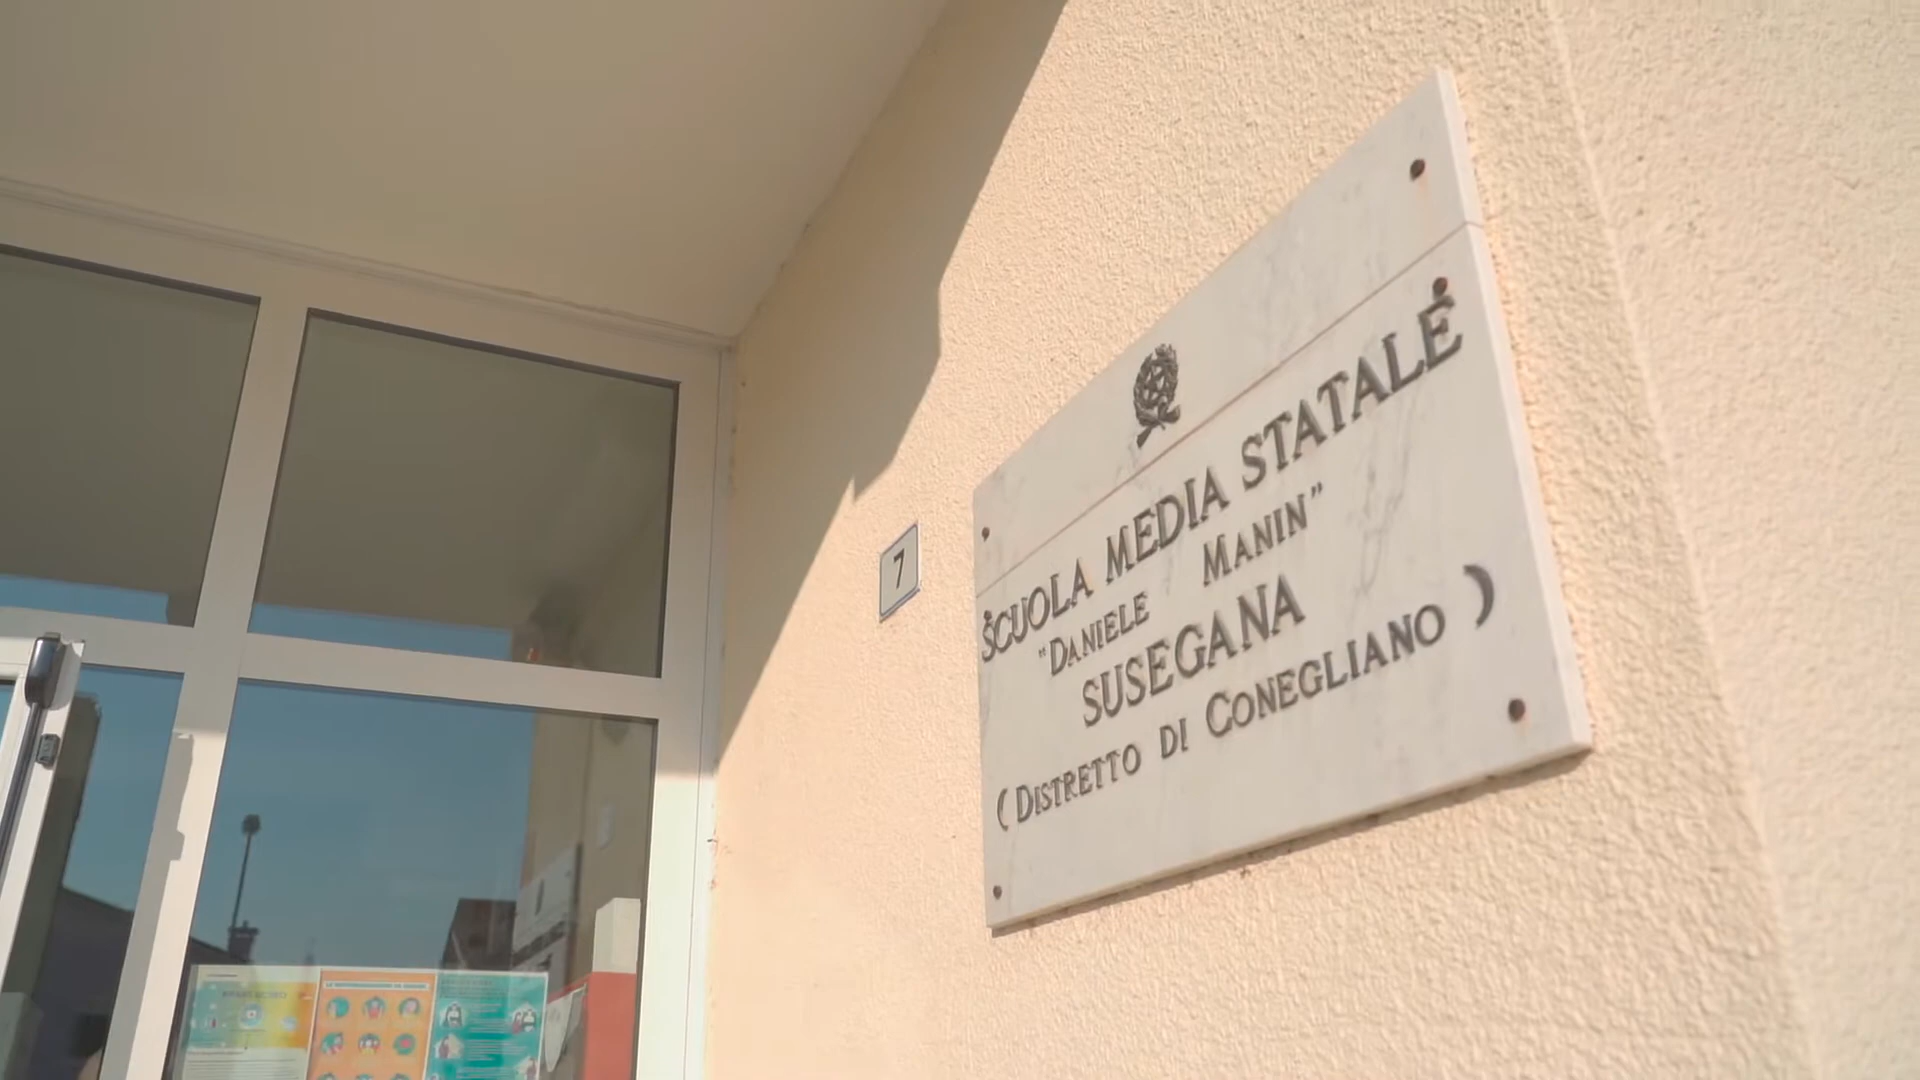 7
SCUOLA MEDIA STATALE
"DANIELE MANIN"
SUSEGANA
(DISTRETTO DI CONEGLIANO)